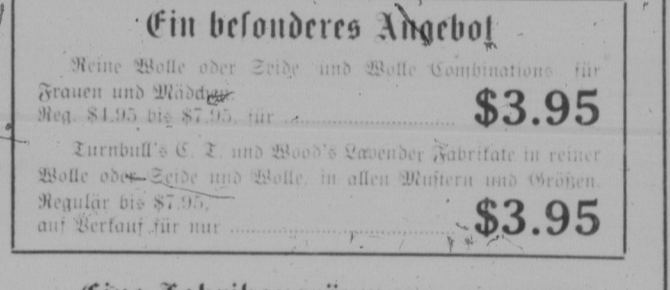 Ein besonderes Angebot
Reine Wolle oder Seide und Wolle Combinations für
Frauen und Mädchen.
Reg. $4.95 bis $7.95, für ........ $3.95
Turnbull's C. T. und Wood's Lavender Fabrikate in reiner
Wolle oder Seide und Wolle, in allen Mustern und Größen.
Regulär bis $7.95,
auf Verkauf für nur ........ $3.95